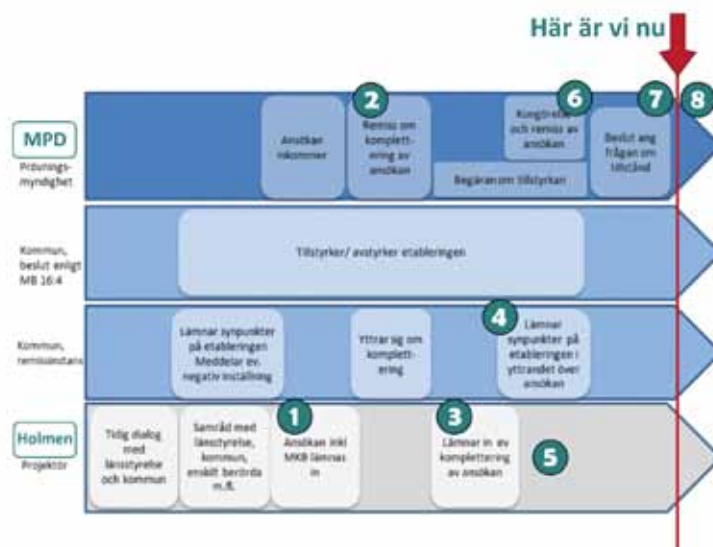 Här är vi nu
MPD
Prövnings-
myndighet
Ansökan
inkommer
2
Remiss om
komplett-
ering av
ansökan
6
Kungörelse
och remiss av
ansökan
Begäran om tillstyrkan
7
Beslut ang
frågan om
tillstånd
8
Kommun,
beslut enligt
MB 16:4
Tillstyrker/ avstyrker etableringen
Kommun,
remissinstans
Lämnar synpunkter
på etableringen
Meddelar ev.
negativ inställning
Yttrar sig om
komplett-
ering
4
Lämnar
synpunkter på
etableringen i
yttrandet över
ansökan
Holmen
Projektör
Tidig dialog
med
länsstyrelse
och kommun
Samråd med
länsstyrelse,
kommun,
enskilt berörda
m.fl.
1
Ansökan inkl
MKB lämnas
in
3
Lämnar in ev
komplettering
av ansökan
5